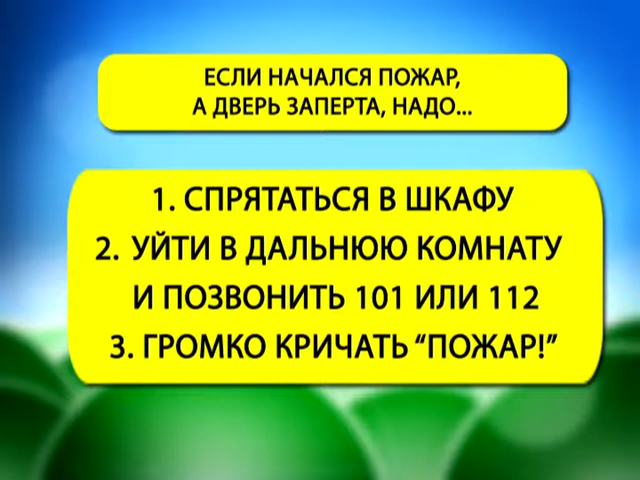 ЕСЛИ НАЧАЛСЯ ПОЖАР,
А ДВЕРЬ ЗАПЕРТА, НАДО...
1. СПРЯТАТЬСЯ В ШКАФУ
2. УЙТИ В ДАЛЬНЮЮ КОМНАТУ
И ПОЗВОНИТЬ 101 ИЛИ 112
3. ГРОМКО КРИЧАТЬ “ПОЖАР!”